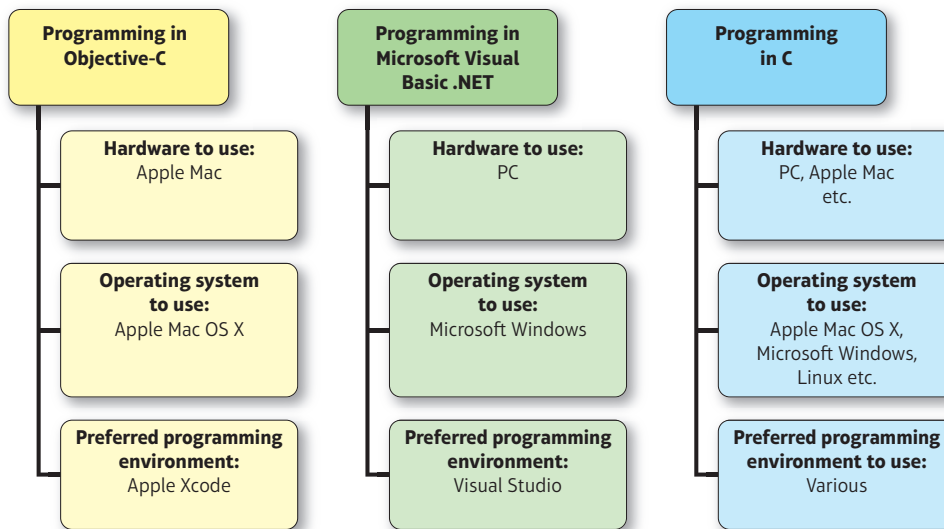 Programming in
Objective-C
Hardware to use:
Apple Mac
Operating system
to use:
Apple Mac OS X
Preferred programming
environment:
Apple Xcode
Programming in
Microsoft Visual
Basic .NET
Hardware to use:
PC
Operating system
to use:
Microsoft Windows
Preferred programming
environment:
Visual Studio
Programming
in C
Hardware to use:
PC, Apple Mac
etc.
Operating system
to use:
Apple Mac OS X,
Microsoft Windows,
Linux etc.
Preferred programming
environment to use:
Various